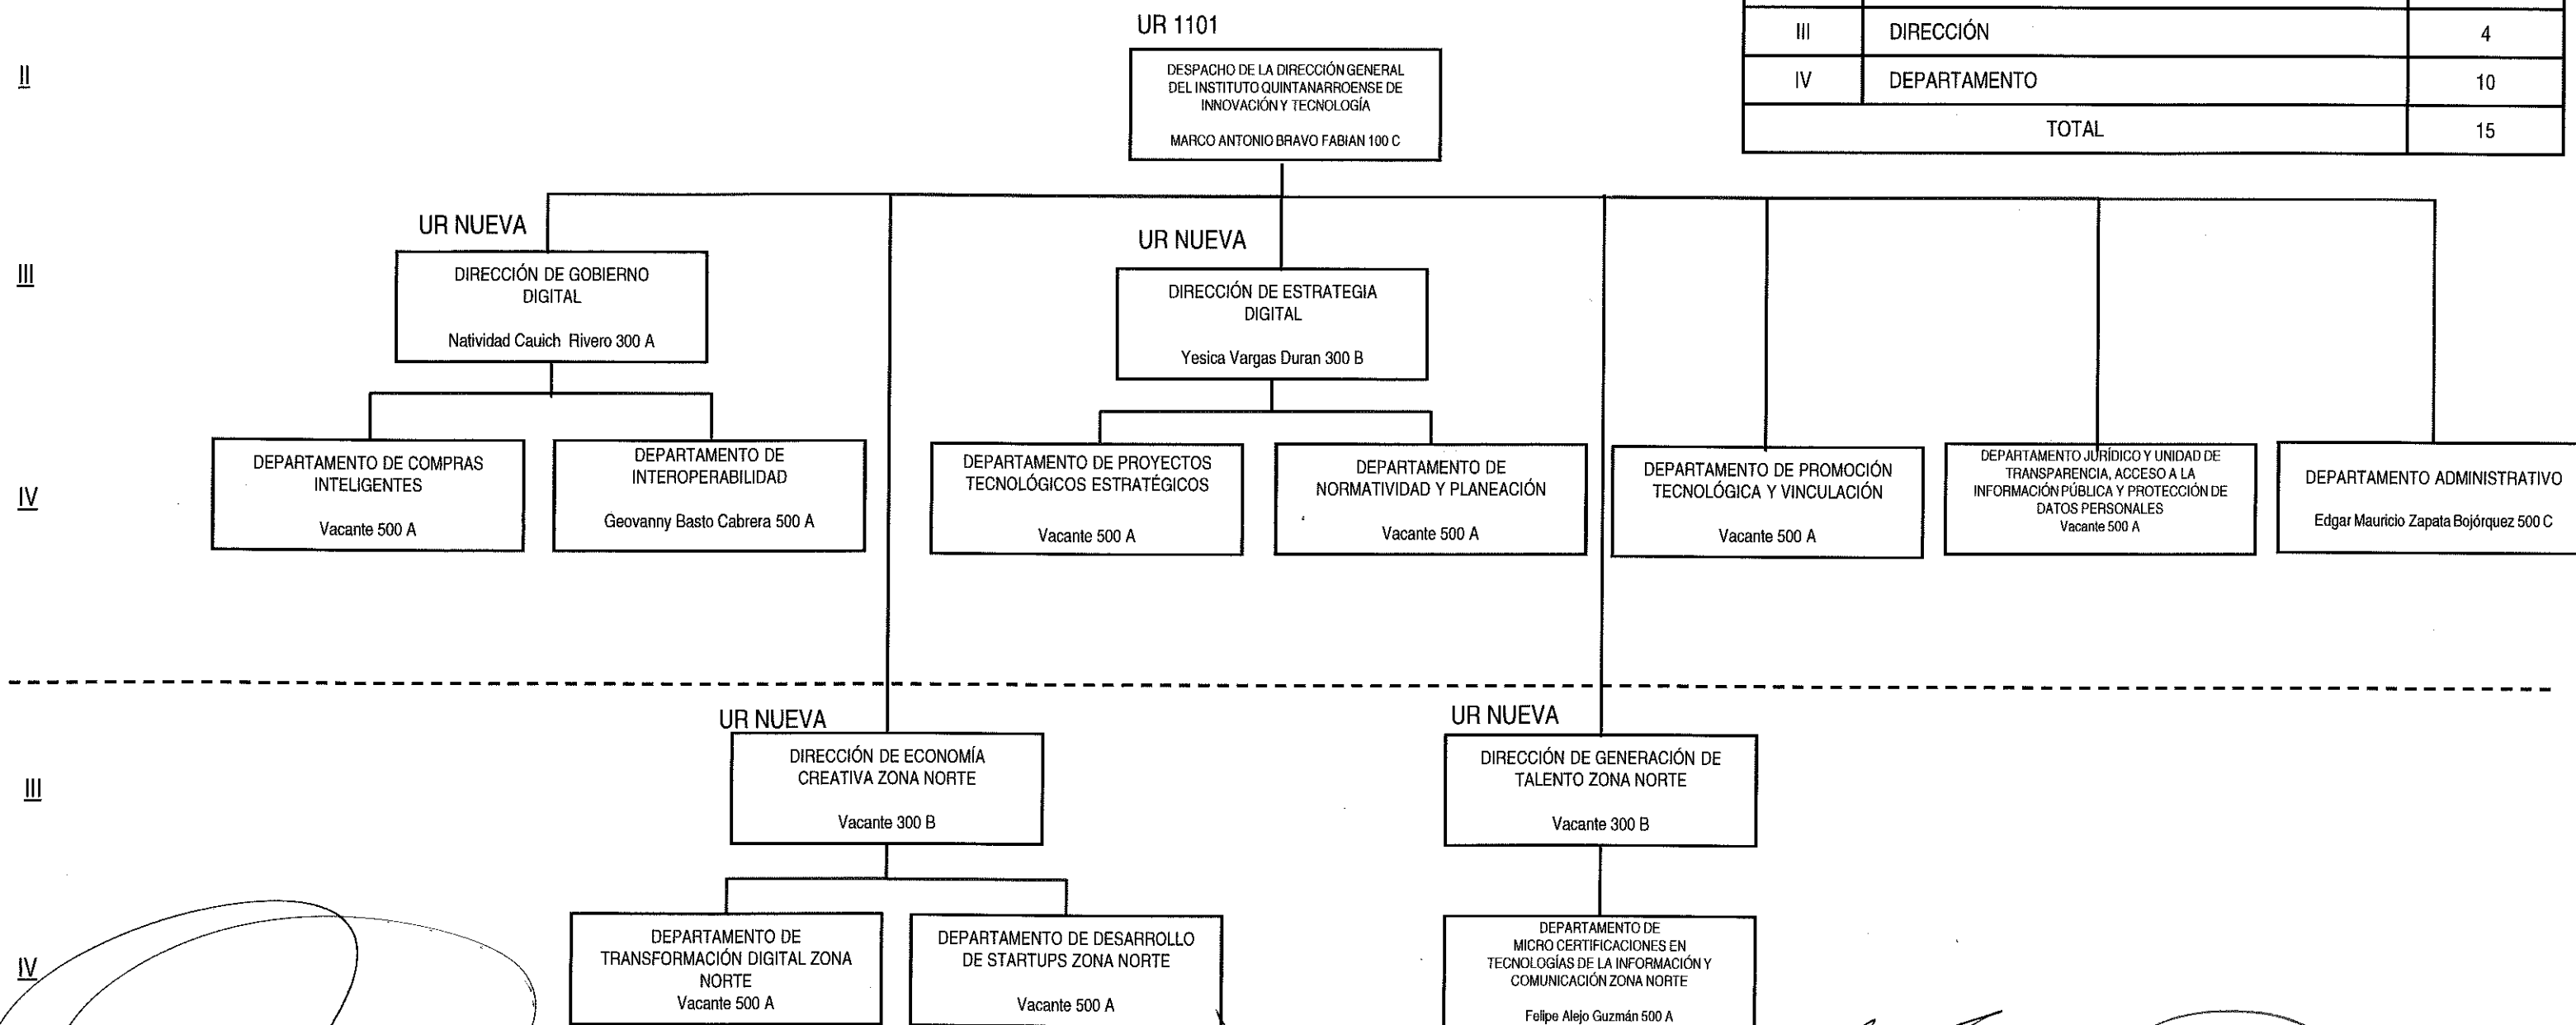 UR 1101
III DIRECCIÓN 4
IV DEPARTAMENTO 10
TOTAL 15
II
DESPACHO DE LA DIRECCIÓN GENERAL
DEL INSTITUTO QUINTANARROENSE DE
INNOVACIÓN Y TECNOLOGÍA
MARCO ANTONIO BRAVO FABIAN 100 C
III
UR NUEVA
DIRECCIÓN DE GOBIERNO
DIGITAL
Natividad Cauich Rivero 300 A
UR NUEVA
DIRECCIÓN DE ESTRATEGIA
DIGITAL
Yesica Vargas Duran 300 B
IV
DEPARTAMENTO DE COMPRAS
INTELIGENTES
Vacante 500 A
DEPARTAMENTO DE
INTEROPERABILIDAD
Geovanny Basto Cabrera 500 A
DEPARTAMENTO DE PROYECTOS
TECNOLÓGICOS ESTRATÉGICOS
Vacante 500 A
DEPARTAMENTO DE
NORMATIVIDAD Y PLANEACIÓN
Vacante 500 A
DEPARTAMENTO DE PROMOCIÓN
TECNOLÓGICA Y VINCULACIÓN
Vacante 500 A
DEPARTAMENTO JURÍDICO Y UNIDAD DE
TRANSPARENCIA, ACCESO A LA
INFORMACIÓN PÚBLICA Y PROTECCIÓN DE
DATOS PERSONALES
Vacante 500 A
DEPARTAMENTO ADMINISTRATIVO
Edgar Mauricio Zapata Bojórquez 500 C
III
UR NUEVA
DIRECCIÓN DE ECONOMÍA
CREATIVA ZONA NORTE
Vacante 300 B
UR NUEVA
DIRECCIÓN DE GENERACIÓN DE
TALENTO ZONA NORTE
Vacante 300 B
IV
DEPARTAMENTO DE
TRANSFORMACIÓN DIGITAL ZONA
NORTE
Vacante 500 A
DEPARTAMENTO DE DESARROLLO
DE STARTUPS ZONA NORTE
Vacante 500 A
DEPARTAMENTO DE
MICRO CERTIFICACIONES EN
TECNOLOGÍAS DE LA INFORMACIÓN Y
COMUNICACIÓN ZONA NORTE
Felipe Alejo Guzmán 500 A